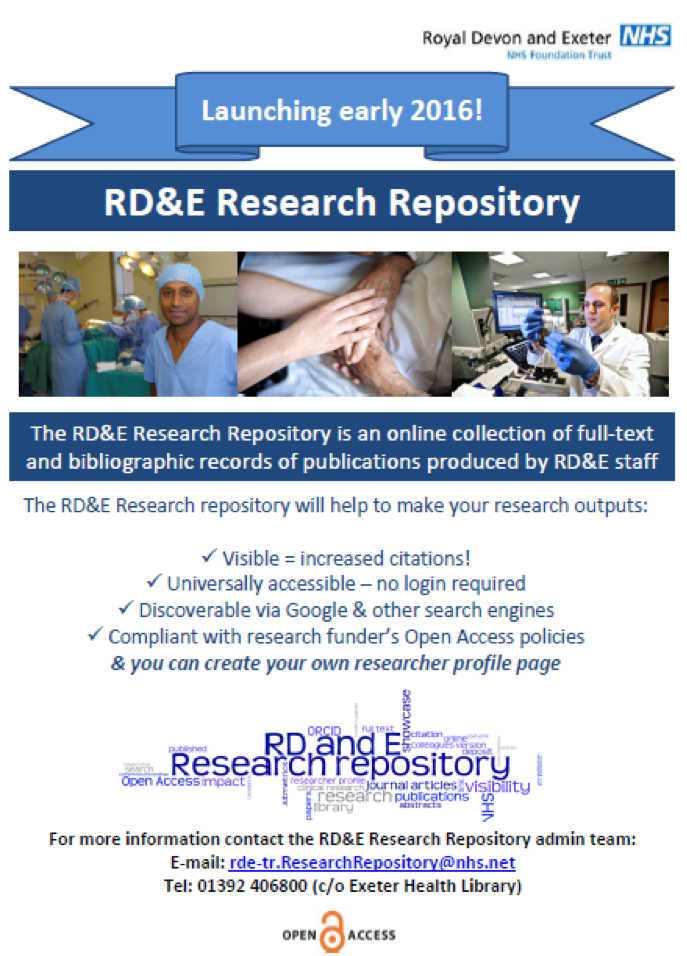 Royal Devon and Exeter NHS
NHS Foundation Trust
Launching early 2016!
RD&E Research Repository
The RD&E Research Repository is an online collection of full-text
and bibliographic records of publications produced by RD&E staff
The RD&E Research repository will help to make your research outputs:
✓ Visible = increased citations!
✓ Universally accessible – no login required
✓ Discoverable via Google & other search engines
✓ Compliant with research funder's Open Access policies
& you can create your own researcher profile page
ORCID
full text
showcase
citation
online
RD and E
colleagues version
published
deposit
search
Research repository
Open Access impact
Altmetrics
researcher profile
clinical research
journal articles
visibility
papers
research
publications
NHS
library
abstracts
For more information contact the RD&E Research Repository admin team:
E-mail: rde-tr.ResearchRepository@nhs.net
Tel: 01392 406800 (c/o Exeter Health Library)
OPEN ACCESS